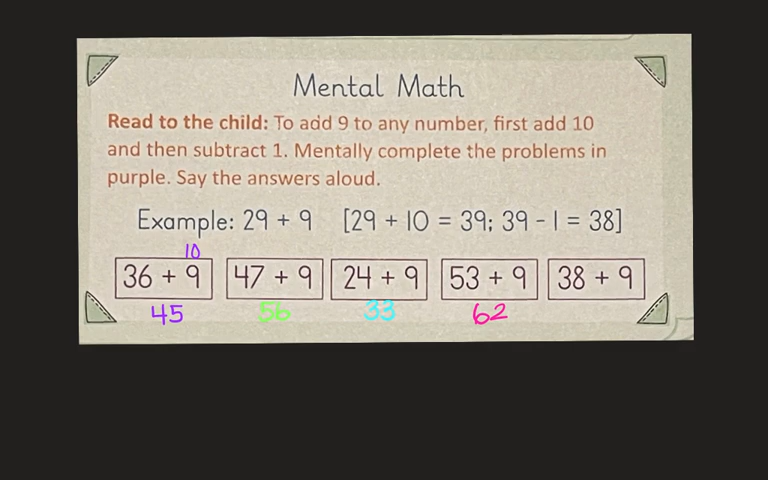 Mental Math
Read to the child: To add 9 to any number, first add 10
and then subtract 1. Mentally complete the problems in
purple. Say the answers aloud.
Example: 29 + 9 [29 + 10 = 39; 39 - 1 = 38]
10
36 + 9 47 + 9 24 + 9 53 + 9 38 + 9
45 56 33 62